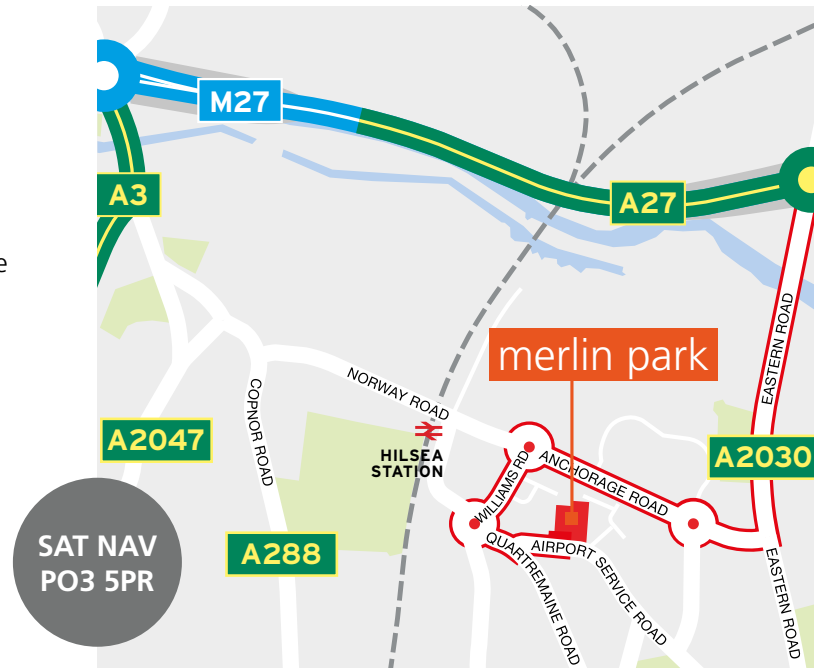 M27
A3
A27
e
EASTERN ROAD
merlin park
NORWAY ROAD
COPNOR ROAD
A2047
HILSEA
STATION
WILLIAMS RD
ANCHORAGE ROAD
A2030
SAT NAV
PO3 5PR
A288
QUARTREMAINE ROAD
AIRPORT SERVICE ROAD
EASTERN ROAD